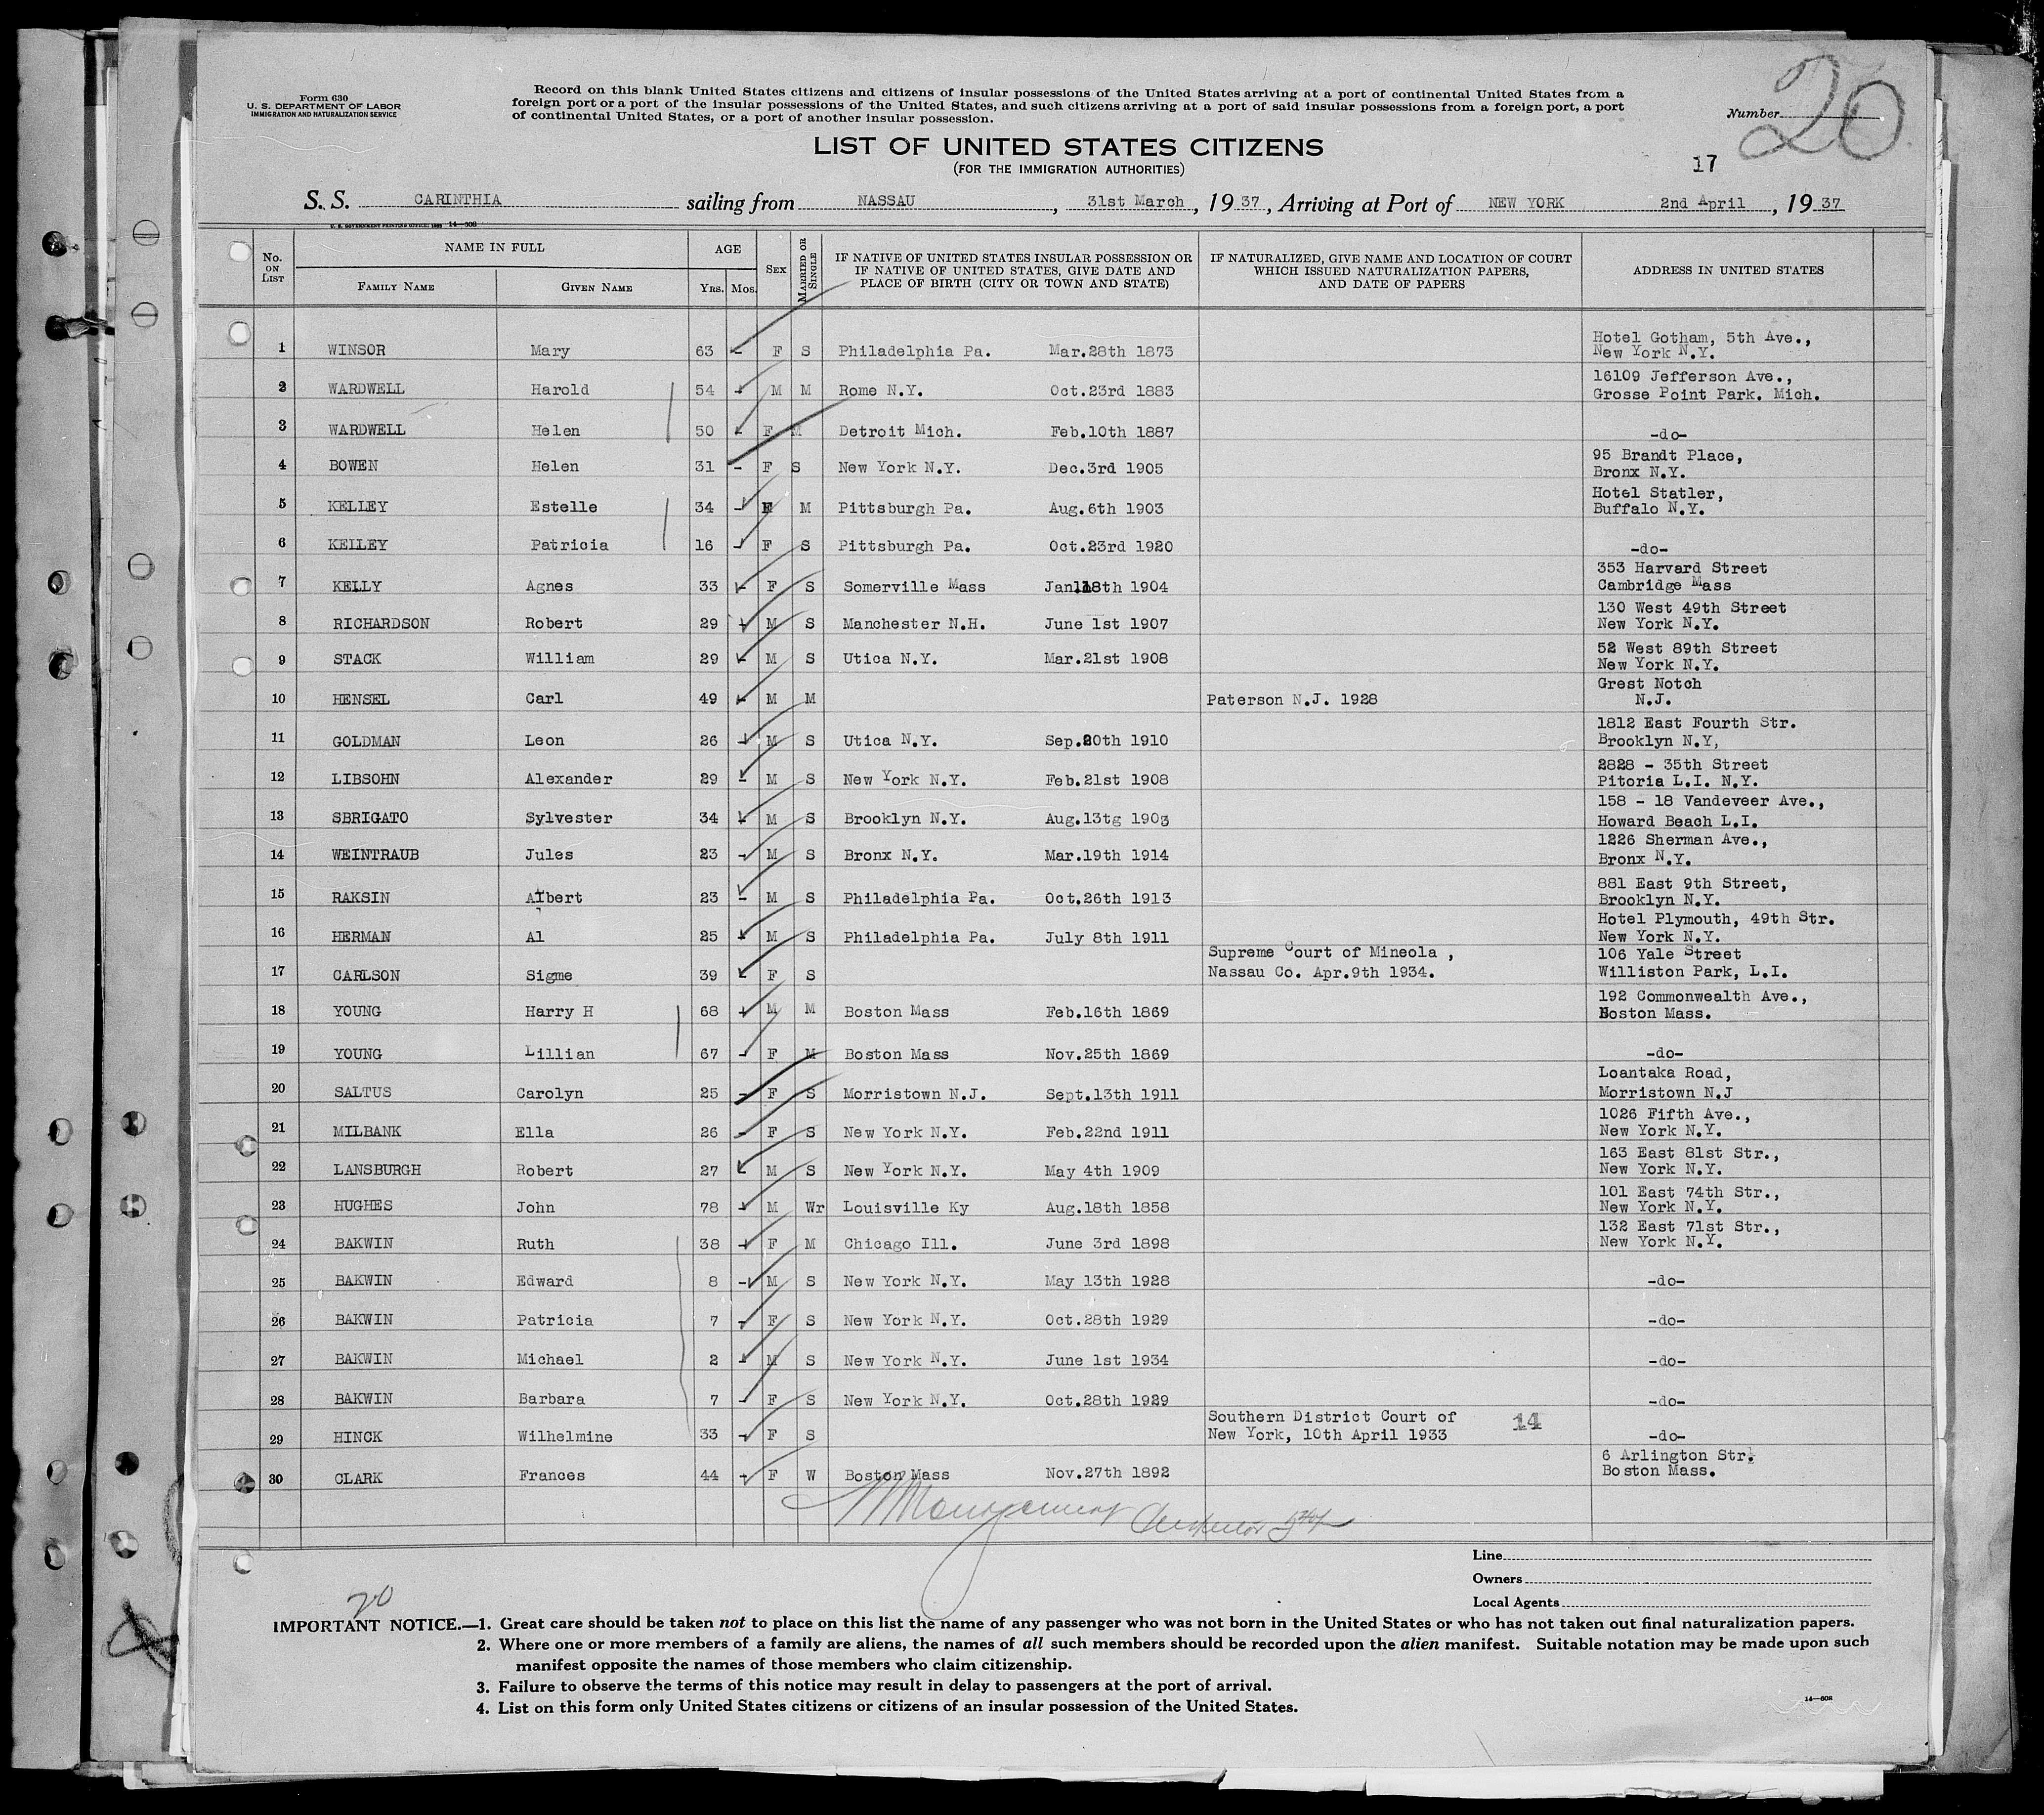 Form 630
U. S. DEPARTMENT OF LABOR
IMMIGRATION AND NATURALIZATION SERVICE
Record on this blank United States citizens and citizens of insular possessions of the United States arriving at a port of continental United States from a
foreign port or a port of the insular possessions of the United States, and such citizens arriving at a port of said insular possessions from a foreign port, a port
of continental United States, or a port of another insular possession.
Number 20
LIST OF UNITED STATES CITIZENS
(FOR THE IMMIGRATION AUTHORITIES)
17
S. S. CARINTHIA sailing from NASSAU, 31st March, 1937, Arriving at Port of NEW YORK 2nd April, 1937
U. S. GOVERNMENT PRINTING OFFICE: 14—608
No. ON LIST
NAME IN FULL
FAMILY NAME GIVEN NAME
AGE
YRS. MOS.
SEX
MARRIED OR SINGLE
IF NATIVE OF UNITED STATES INSULAR POSSESSION OR
IF NATIVE OF UNITED STATES, GIVE DATE AND
PLACE OF BIRTH (CITY OR TOWN AND STATE)
IF NATURALIZED, GIVE NAME AND LOCATION OF COURT
WHICH ISSUED NATURALIZATION PAPERS,
AND DATE OF PAPERS
ADDRESS IN UNITED STATES
1 WINSOR Mary 63 - F S Philadelphia Pa. Mar.28th 1873 Hotel Gotham, 5th Ave.,
New York N.Y.
2 WARDWELL Harold 54 - M M Rome N.Y. Oct.23rd 1883 16109 Jefferson Ave.,
Grosse Point Park. Mich.
3 WARDWELL Helen 50 - F M Detroit Mich. Feb.10th 1887 -do-
4 BOWEN Helen 31 - F S New York N.Y. Dec.3rd 1905 95 Brandt Place,
Bronx N.Y.
5 KELLEY Estelle 34 - F M Pittsburgh Pa. Aug.6th 1903 Hotel Statler,
Buffalo N.Y.
6 KELLEY Patricia 16 - F S Pittsburgh Pa. Oct.23rd 1920 -do-
7 KELLY Agnes 33 - F S Somerville Mass Jan.18th 1904 353 Harvard Street
Cambridge Mass
8 RICHARDSON Robert 29 - M S Manchester N.H. June 1st 1907 130 West 49th Street
New York N.Y.
9 STACK William 29 - M S Utica N.Y. Mar.21st 1908 52 West 89th Street
New York N.Y.
10 HENSEL Carl 49 - M M Paterson N.J. 1928 Grest Notch
N.J.
11 GOLDMAN Leon 26 - M S Utica N.Y. Sep.20th 1910 1812 East Fourth Str.
Brooklyn N.Y,
12 LIBSOHN Alexander 29 - M S New York N.Y. Feb.21st 1908 2828 - 35th Street
Pitoria L.I. N.Y.
13 SBRIGATO Sylvester 34 - M S Brooklyn N.Y. Aug.13tg 1903 158 - 18 Vandeveer Ave.,
Howard Beach L.I.
14 WEINTRAUB Jules 23 - M S Bronx N.Y. Mar.19th 1914 1226 Sherman Ave.,
Bronx N.Y.
15 RAKSIN Albert 23 - M S Philadelphia Pa. Oct.26th 1913 881 East 9th Street,
Brooklyn N.Y.
16 HERMAN Al 25 - M S Philadelphia Pa. July 8th 1911 Hotel Plymouth, 49th Str.
New York N.Y.
17 CARLSON Sigme 39 - F S Supreme Court of Mineola ,
Nassau Co. Apr.9th 1934. 106 Yale Street
Williston Park, L.I.
18 YOUNG Harry H 68 - M M Boston Mass Feb.16th 1869 192 Commonwealth Ave.,
Boston Mass.
19 YOUNG Lillian 67 - F M Boston Mass Nov.25th 1869 -do-
20 SALTUS Carolyn 25 - F S Morristown N.J. Sept.13th 1911 Loantaka Road,
Morristown N.J
21 MILBANK Ella 26 - F S New York N.Y. Feb.22nd 1911 1026 Fifth Ave.,
New York N.Y.
22 LANSBURGH Robert 27 - M S New York N.Y. May 4th 1909 163 East 81st Str.,
New York N.Y.
23 HUGHES John 78 - M Wr Louisville Ky Aug.18th 1858 101 East 74th Str.,
New York N.Y.
24 BAKWIN Ruth 38 - F M Chicago Ill. June 3rd 1898 132 East 71st Str.,
New York N.Y.
25 BAKWIN Edward 8 - M S New York N.Y. May 13th 1928 -do-
26 BAKWIN Patricia 7 - F S New York N.Y. Oct.28th 1929 -do-
27 BAKWIN Michael 2 - M S New York N.Y. June 1st 1934 -do-
28 BAKWIN Barbara 7 - F S New York N.Y. Oct.28th 1929 -do-
29 HINCK Wilhelmine 33 - F S Southern District Court of
New York, 10th April 1933 14 -do-
30 CLARK Frances 44 - F W Boston Mass Nov.27th 1892 6 Arlington Str.
Boston Mass.
Line
Owners
Local Agents
20
IMPORTANT NOTICE.—1. Great care should be taken not to place on this list the name of any passenger who was not born in the United States or who has not taken out final naturalization papers.
2. Where one or more members of a family are aliens, the names of all such members should be recorded upon the alien manifest. Suitable notation may be made upon such
manifest opposite the names of those members who claim citizenship.
3. Failure to observe the terms of this notice may result in delay to passengers at the port of arrival.
4. List on this form only United States citizens or citizens of an insular possession of the United States.
14—608